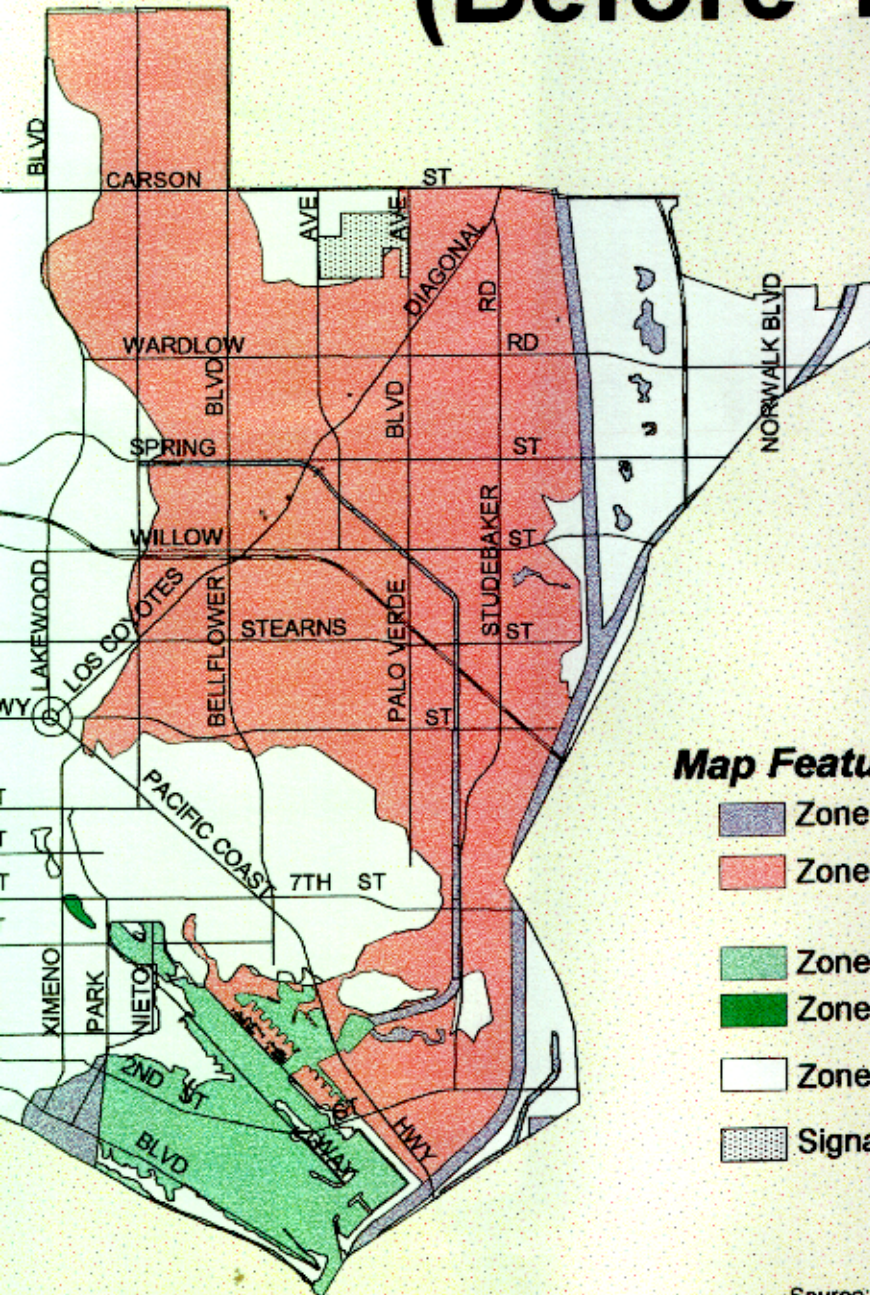 (Before
BLVD
CARSON
ST
AVE
AVE
DIAGONAL
RD
NORWALK BLVD
WARDLOW
RD
BLVD
BLVD
SPRING
ST
WILLOW
ST
STUDEBAKER
LAKEWOOD
LOS COYOTES
BELLFLOWER
STEARNS
ST
PALO VERDE
WY
ST
Map Featu
PACIFIC COAST
T
Zone
T
T
7TH ST
Zone
XIMENO
PARK
NIETO
Zone
Zone
2ND
ST
Zone
BLVD
WAY
HWY
Signa
Source: